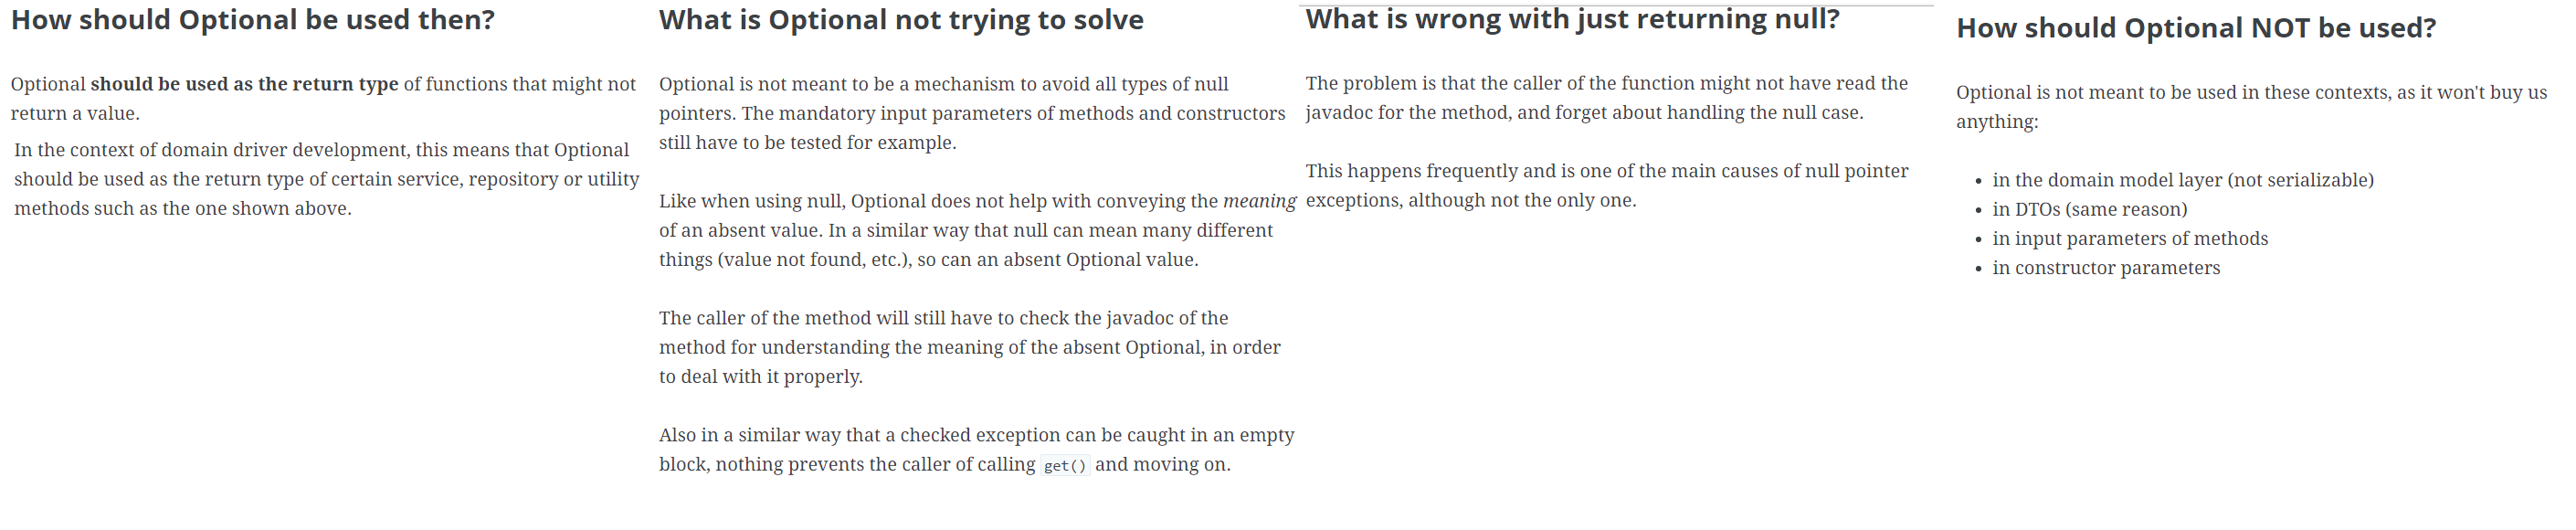 How should Optional be used then?
Optional should be used as the return type of functions that might not
return a value.
In the context of domain driver development, this means that Optional
should be used as the return type of certain service, repository or utility
methods such as the one shown above.
What is Optional not trying to solve
Optional is not meant to be a mechanism to avoid all types of null
pointers. The mandatory input parameters of methods and constructors
still have to be tested for example.
Like when using null, Optional does not help with conveying the meaning
of an absent value. In a similar way that null can mean many different
things (value not found, etc.), so can an absent Optional value.
The caller of the method will still have to check the javadoc of the
method for understanding the meaning of the absent Optional, in order
to deal with it properly.
Also in a similar way that a checked exception can be caught in an empty
block, nothing prevents the caller of calling get() and moving on.
What is wrong with just returning null?
The problem is that the caller of the function might not have read the
javadoc for the method, and forget about handling the null case.
This happens frequently and is one of the main causes of null pointer
exceptions, although not the only one.
How should Optional NOT be used?
Optional is not meant to be used in these contexts, as it won't buy us
anything:
• in the domain model layer (not serializable)
• in DTOs (same reason)
• in input parameters of methods
• in constructor parameters